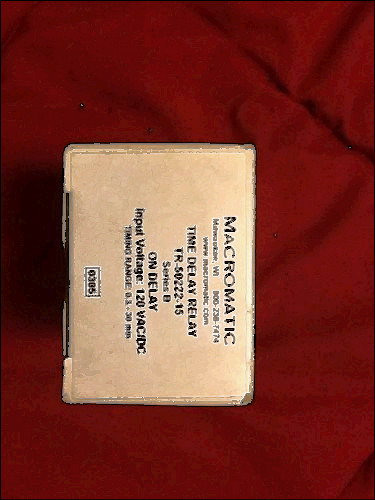 MACROMATIC
Milwaukee, WI 800-238-7474
www.macromatic.com
TIME DELAY RELAY
TR-50222-15
Series B
ON DELAY
Input Voltage: 120 VAC/DC
TIMING RANGE: 0.3 - 30 min
0385